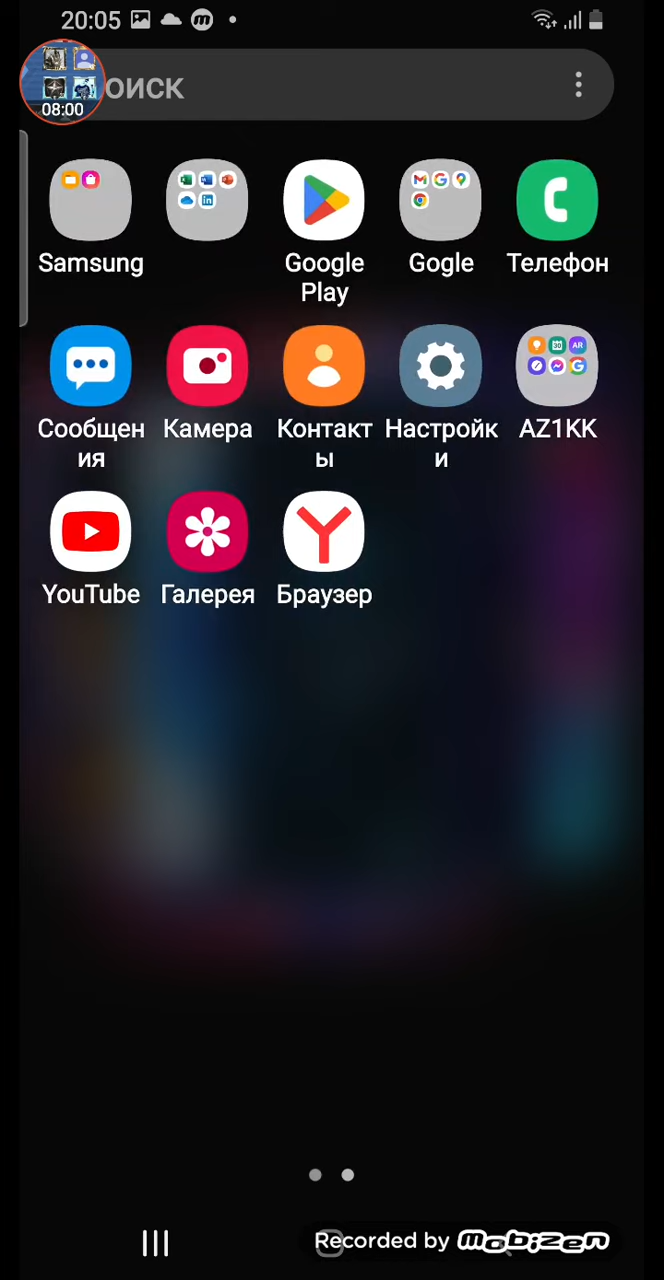 20:05
08:00
оиск
Samsung
Google
Play
Gogle
Телефон
Сообщен
ия
Камера
Контакт
ы
Настройк
и
AZ1KK
YouTube
Галерея
Браузер
Recorded by mobizen